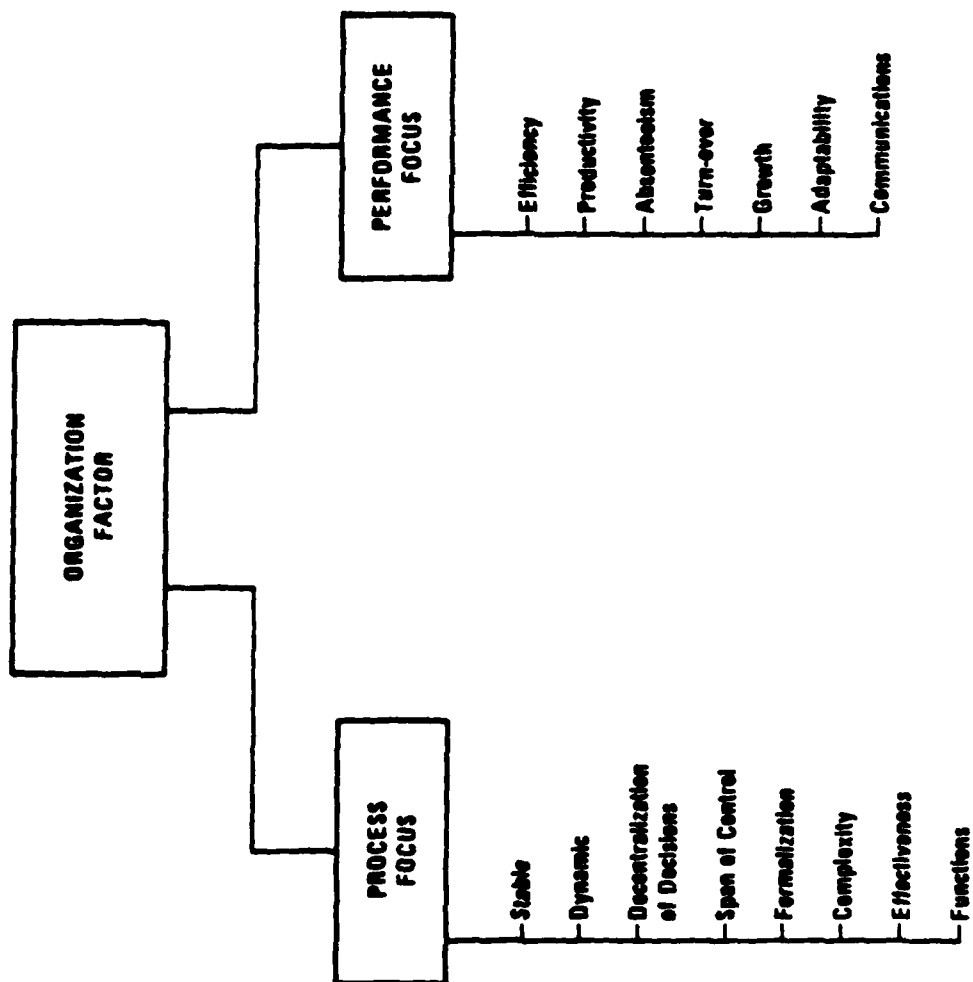 ORGANIZATION
FACTOR
PROCESS
FOCUS
Stable
Dynamic
Decentralization
of Decisions
Span of Control
Formalization
Complexity
Effectiveness
Functions
PERFORMANCE
FOCUS
Efficiency
Productivity
Absenteeism
Turn-over
Growth
Adaptability
Communications